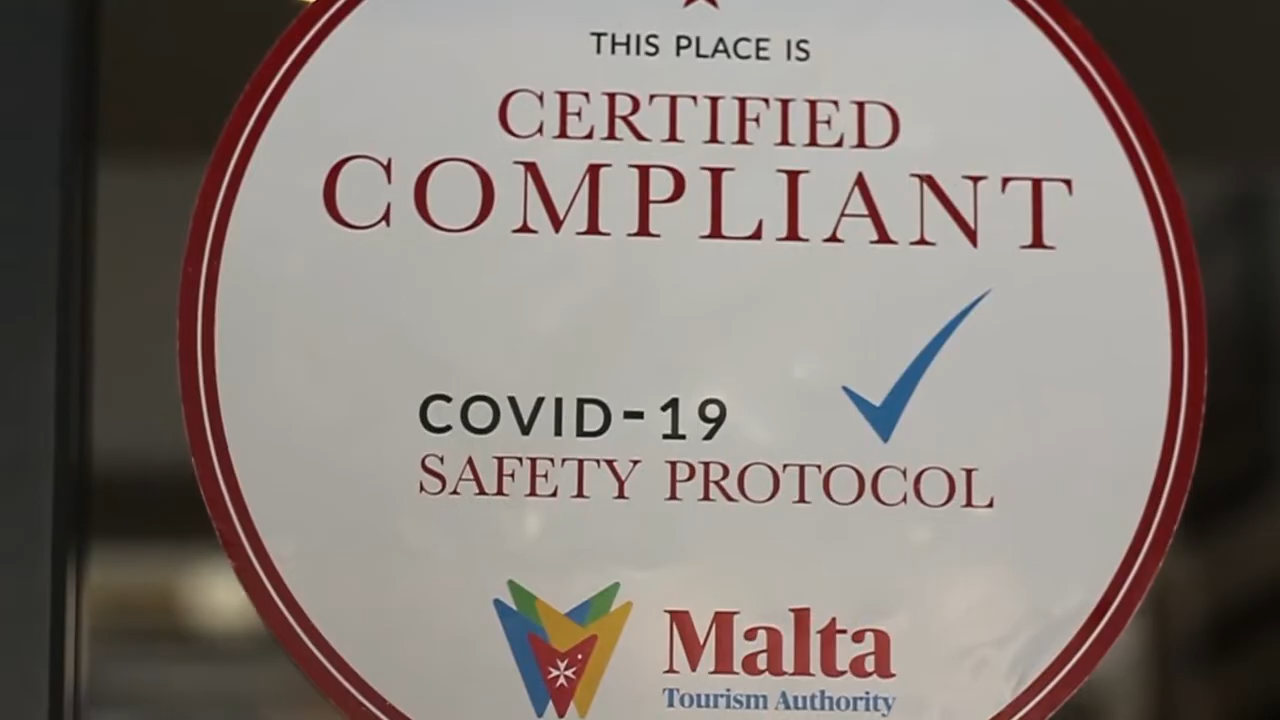 THIS PLACE IS
CERTIFIED
COMPLIANT
COVID-19
SAFETY PROTOCOL
Malta
Tourism Authority